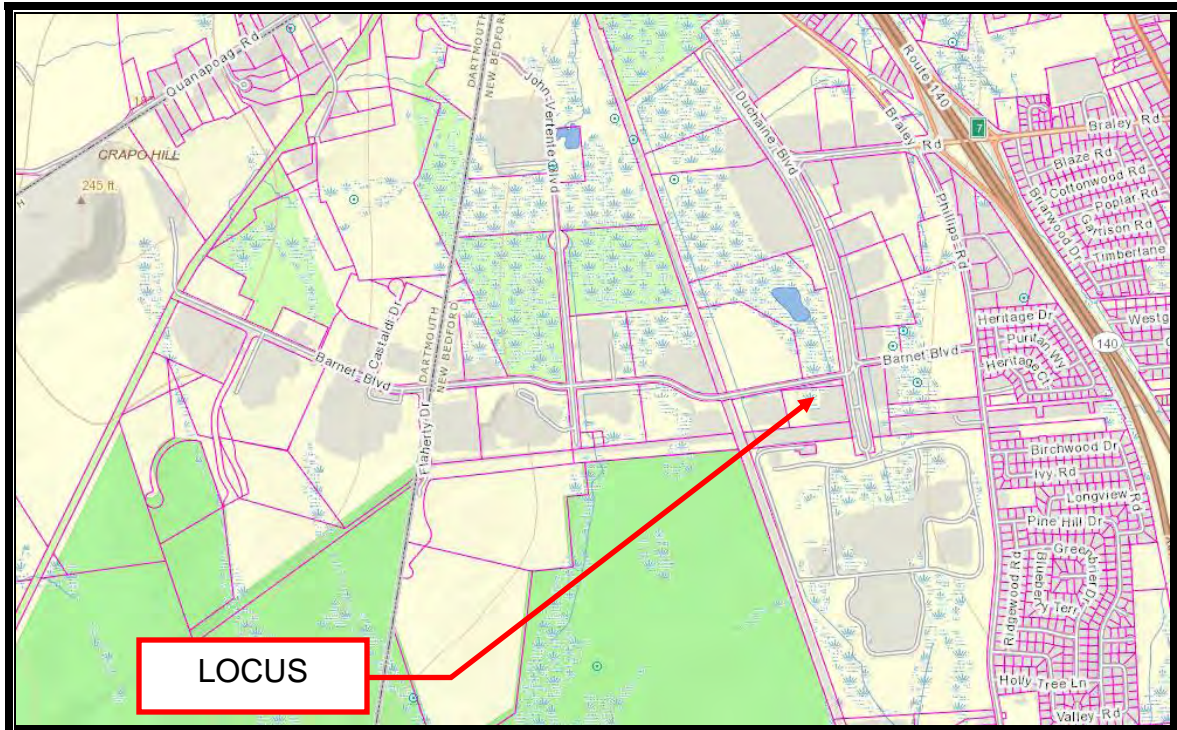 Quanapoag Rd
DARTMOUTH
NEW BEDFORD
John Vertente Blvd
Duchaine Blvd
Route 140
Braley Rd
7
Braley Rd
CRAPO HILL
245 ft.
Blaze Rd
Cottonwood Rd
Poplar Rd
Garrison Rd
Briarwood Dr
Timberlane
Phillips Rd
Heritage Dr
Westg
Puritan Wy
140
Heritage Ct
Castaldi Dr
DARTMOUTH
NEW BEDFORD
Barnet Blvd
Barnet Blvd
Flaherty Dr
Birchwood Dr
Ivy Rd
Longview Rd
Pine Hill Dr
Greenbrier Dr
Blueberry Terr
Ridgewood Rd
LOCUS
Holly Tree Ln
Valley Rd